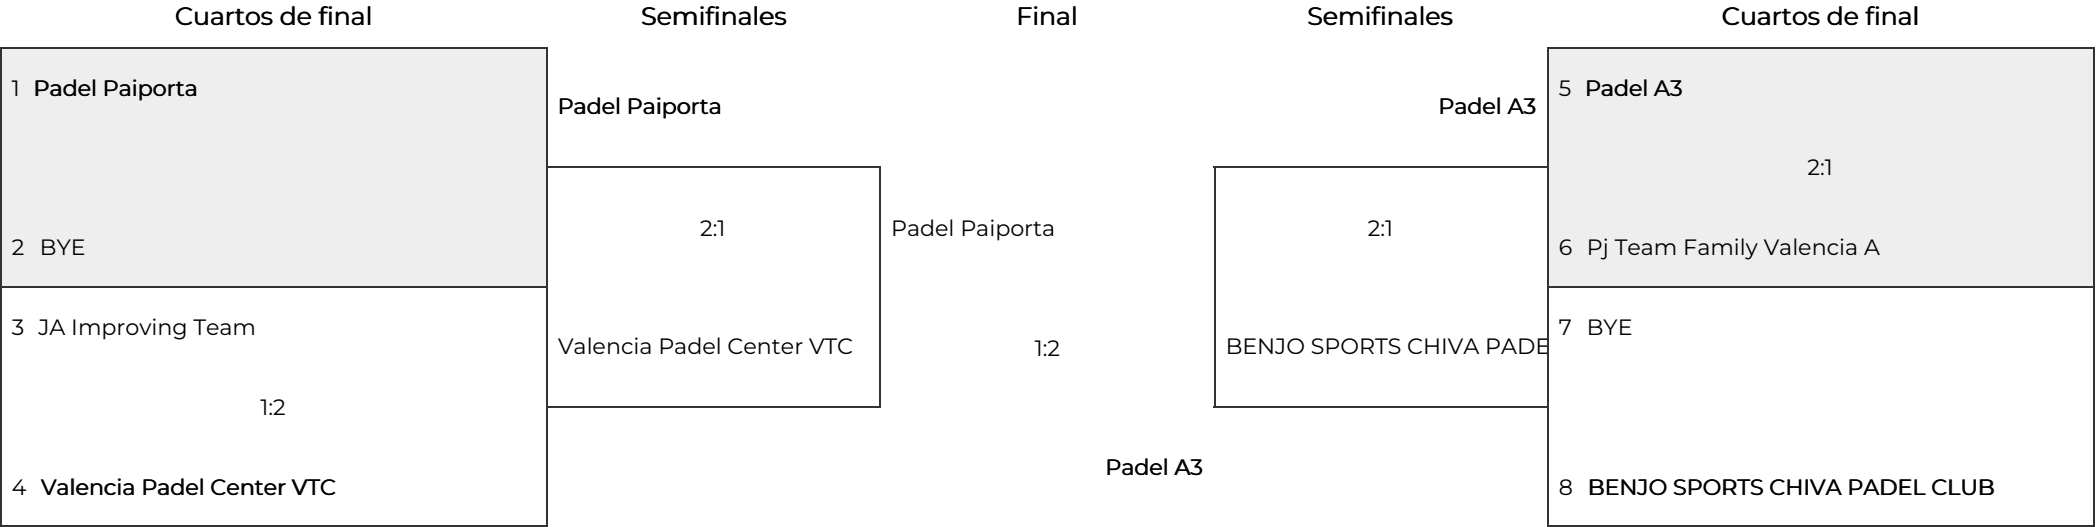 Cuartos de final
Semifinales
Final
Semifinales
Cuartos de final
1 Padel Paiporta
2 BYE
3 JA Improving Team
1:2
4 Valencia Padel Center VTC
Padel Paiporta
2:1
Valencia Padel Center VTC
Padel Paiporta
1:2
Padel A3
Padel A3
2:1
BENJO SPORTS CHIVA PADE
5 Padel A3
2:1
6 Pj Team Family Valencia A
7 BYE
8 BENJO SPORTS CHIVA PADEL CLUB